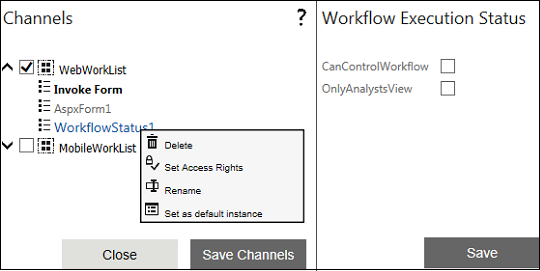 Channels
?
WebWorkList
Invoke Form
AspxForm1
WorkflowStatus1
MobileWorkList
Delete
Set Access Rights
Rename
Set as default instance
Close
Save Channels
Workflow Execution Status
CanControlWorkflow
OnlyAnalystsView
Save